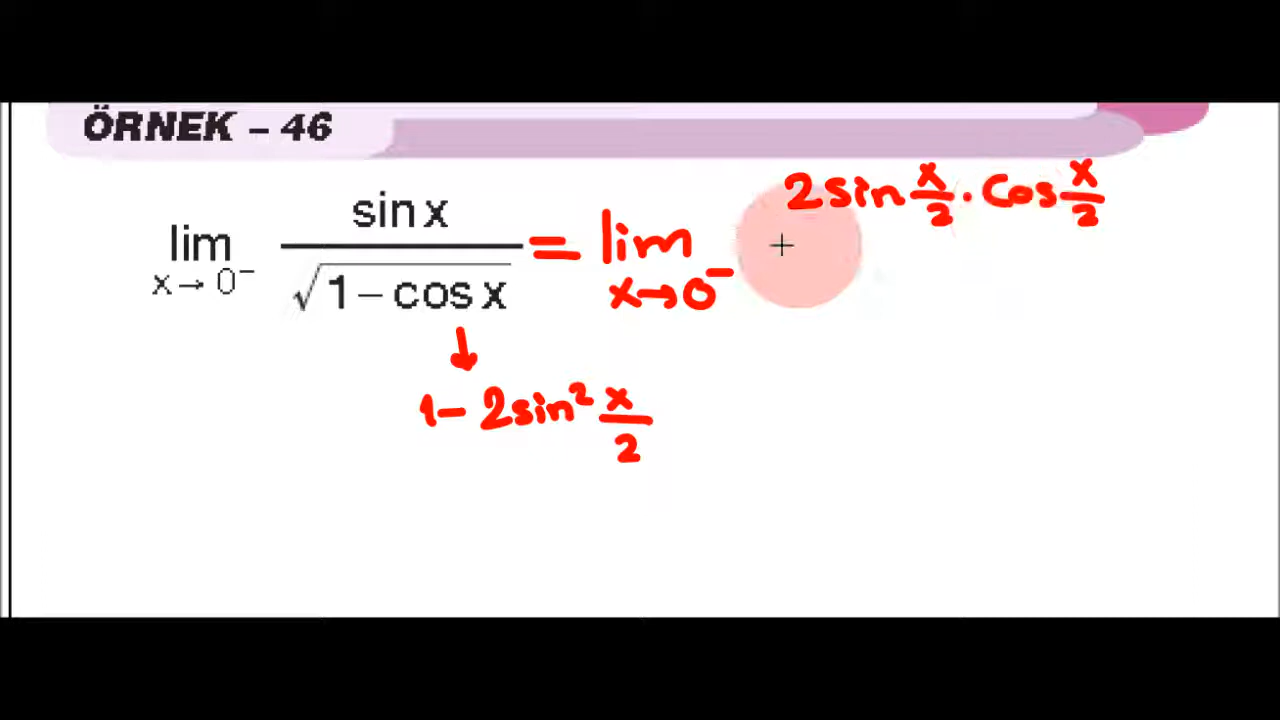 ÖRNEK – 46
lim x→0⁻ sin x / √(1 – cos x) = lim x→0⁻ 2sin x/2 . cos x/2
↓
1 – 2sin² x/2